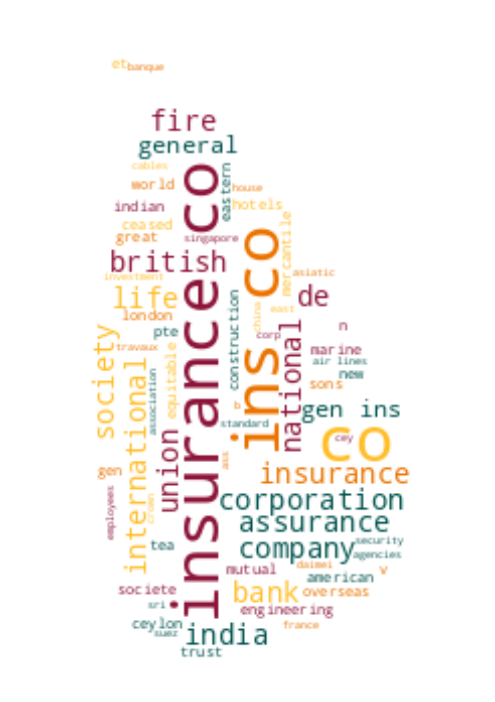 et banque
fire
general
cables
world
house
indian
eastern
hotels
ceased
great
singapore
mercantile
british
asiatic
investment
insurance co
ins co
life
de
london
construction
china
east
pte
corp
n
national
travaux
marine
society
air lines
equitable
new
association
sons
international
b
gen ins
standard
co
cey
union
ass
gen
insurance
employees
crown
corporation
assurance
tea
company
security
agencies
mutual
daimei
v
american
societe
bank
overseas
sri
engineering
ceylon
suez
india
france
trust